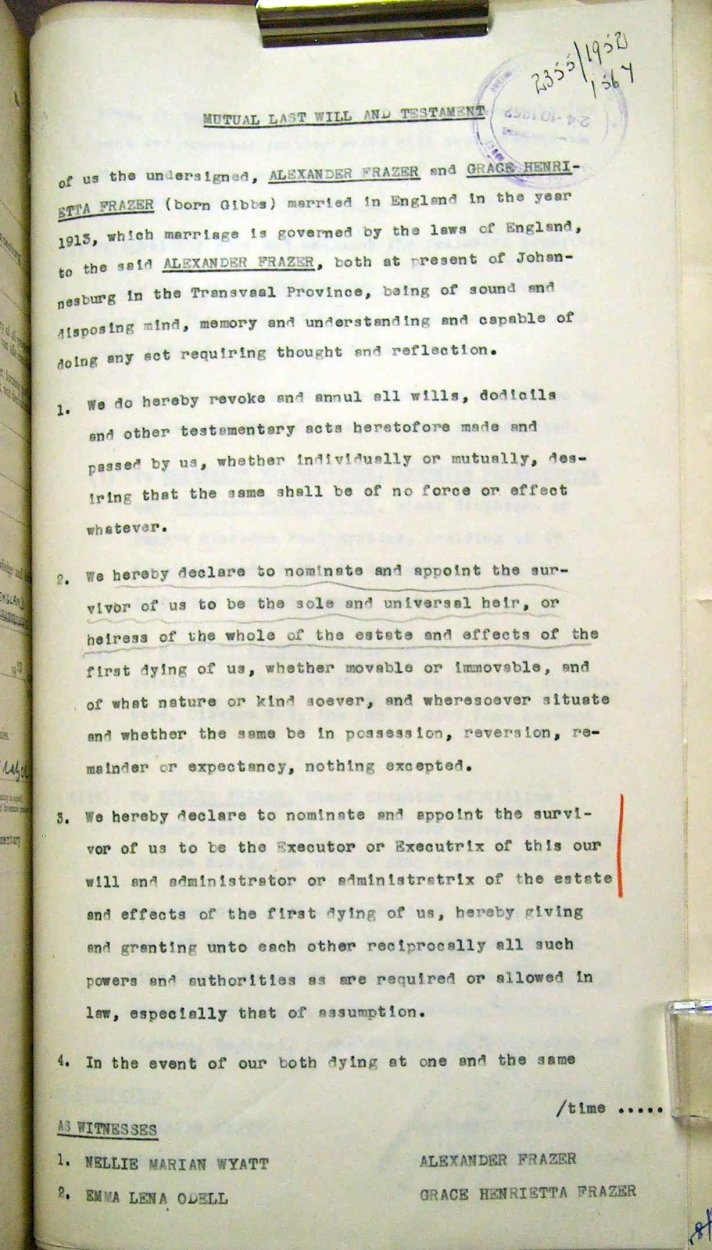 2355/1952
1567
24.10.1952
MUTUAL LAST WILL AND TESTAMENT
of us the undersigned, ALEXANDER FRAZER and GRACE HENRI-
ETTA FRAZER (born Gibbs) married in England in the year
1913, which marriage is governed by the laws of England,
to the said ALEXANDER FRAZER, both at present of Johan-
nesburg in the Transvaal Province, being of sound and
disposing mind, memory and understanding and capable of
doing any act requiring thought and reflection.
1. We do hereby revoke and annul all wills, dodicils
and other testamentary acts heretofore made and
passed by us, whether individually or mutually, des-
iring that the same shall be of no force or effect
whatever.
2. We hereby declare to nominate and appoint the sur-
vivor of us to be the sole and universal heir, or
heiress of the whole of the estate and effects of the
first dying of us, whether movable or immovable, and
of what nature or kind soever, and wheresoever situate
and whether the same be in possession, reversion, re-
mainder or expectancy, nothing excepted.
3. We hereby declare to nominate and appoint the survi-
vor of us to be the Executor or Executrix of this our
will and administrator or administratrix of the estate
and effects of the first dying of us, hereby giving
and granting unto each other reciprocally all such
powers and authorities as are required or allowed in
law, especially that of assumption.
4. In the event of our both dying at one and the same
/time .....
AS WITNESSES
1. NELLIE MARIAN WYATT ALEXANDER FRAZER
2. EMMA LENA ODELL GRACE HENRIETTA FRAZER